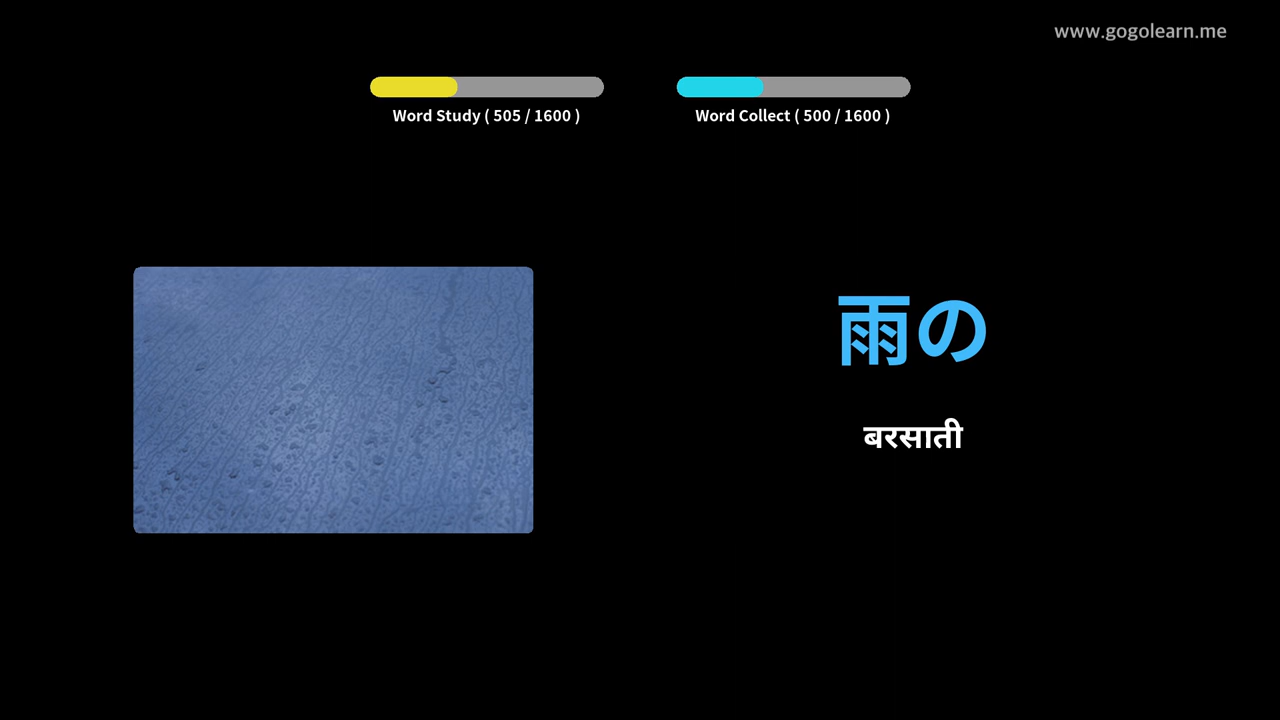 www.gogolearn.me
Word Study ( 505 / 1600 )
Word Collect ( 500 / 1600 )
雨の
बरसाती